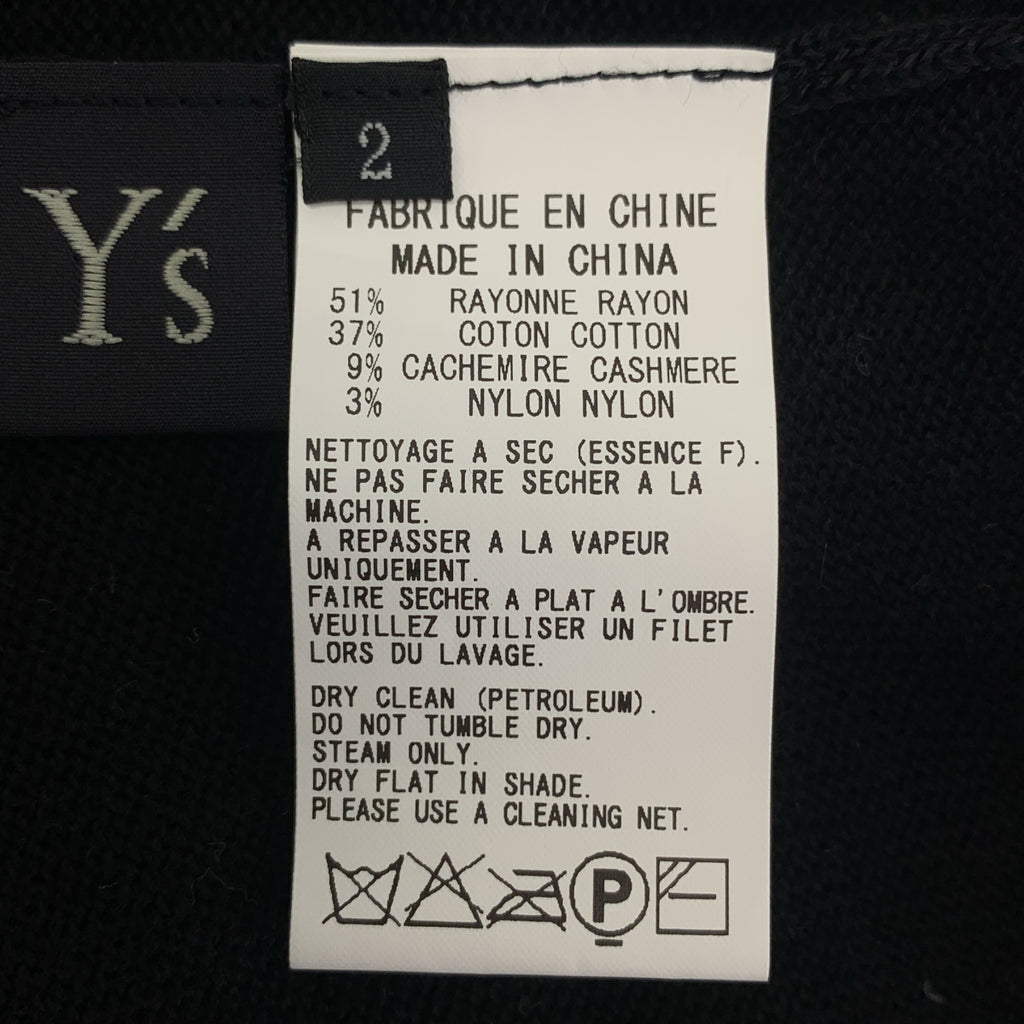 Y's
2
FABRIQUE EN CHINE
MADE IN CHINA
51% RAYONNE RAYON
37% COTON COTTON
9% CACHEMIRE CASHMERE
3% NYLON NYLON
NETTOYAGE A SEC (ESSENCE F).
NE PAS FAIRE SECHER A LA
MACHINE.
A REPASSER A LA VAPEUR
UNIQUEMENT.
FAIRE SECHER A PLAT A L'OMBRE.
VEUILLEZ UTILISER UN FILET
LORS DU LAVAGE.
DRY CLEAN (PETROLEUM).
DO NOT TUMBLE DRY.
STEAM ONLY.
DRY FLAT IN SHADE.
PLEASE USE A CLEANING NET.
P